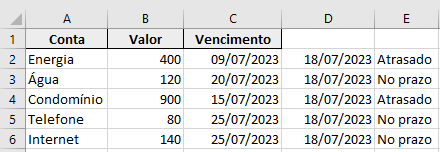 A B C D E
1 Conta Valor Vencimento
2 Energia 400 09/07/2023 18/07/2023 Atrasado
3 Água 120 20/07/2023 18/07/2023 No prazo
4 Condomínio 900 15/07/2023 18/07/2023 Atrasado
5 Telefone 80 25/07/2023 18/07/2023 No prazo
6 Internet 140 25/07/2023 18/07/2023 No prazo